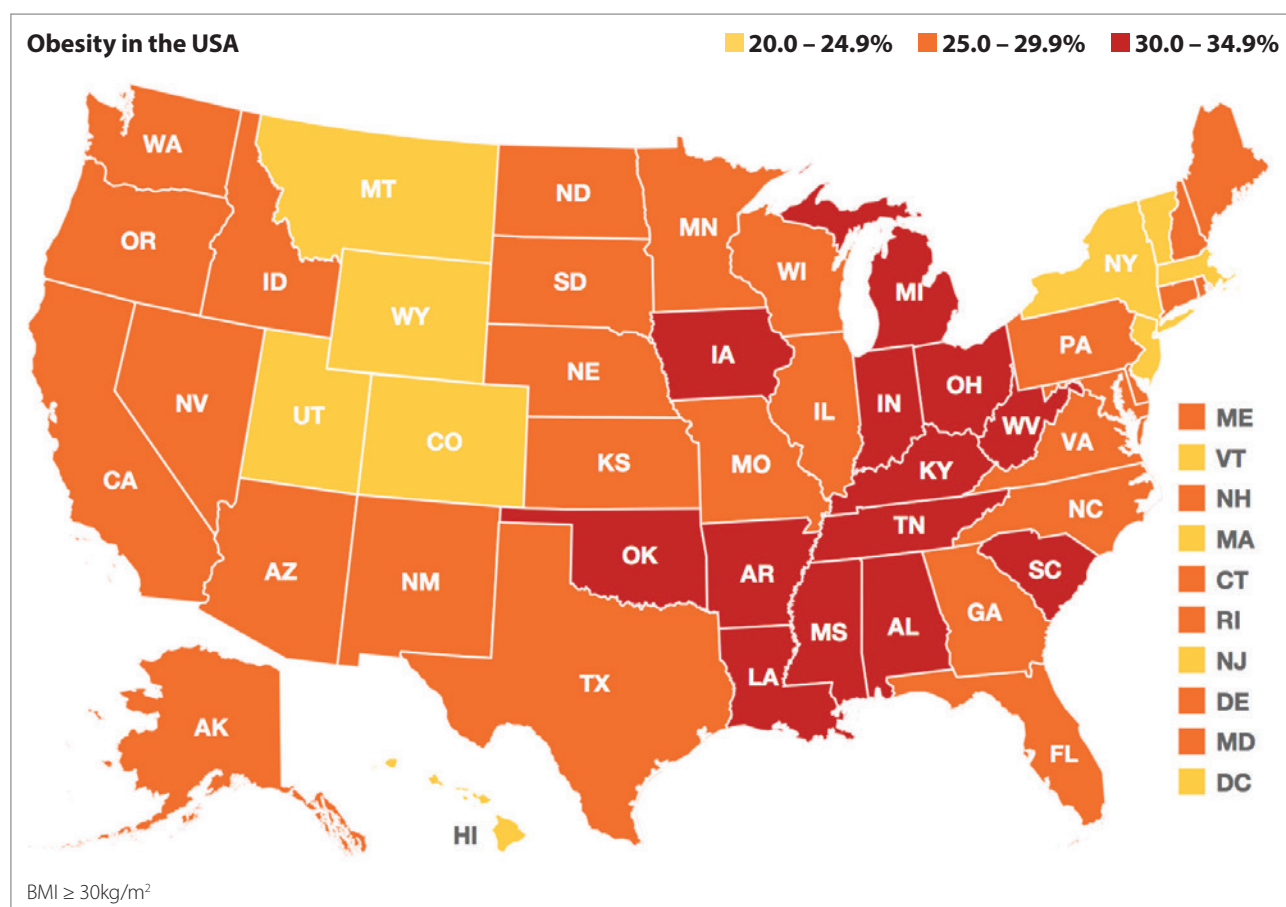 Obesity in the USA
20.0 – 24.9% 25.0 – 29.9% 30.0 – 34.9%
WA
MT
ND
MN
OR
ID
SD
WI
MI
NY
WY
IA
PA
NE
NV
UT
CO
IL
IN
OH
WV
VA
CA
KS
MO
KY
NC
TN
AZ
NM
OK
AR
SC
MS
AL
GA
TX
LA
AK
FL
HI
ME
VT
NH
MA
CT
RI
NJ
DE
MD
DC
BMI ≥ 30kg/m²